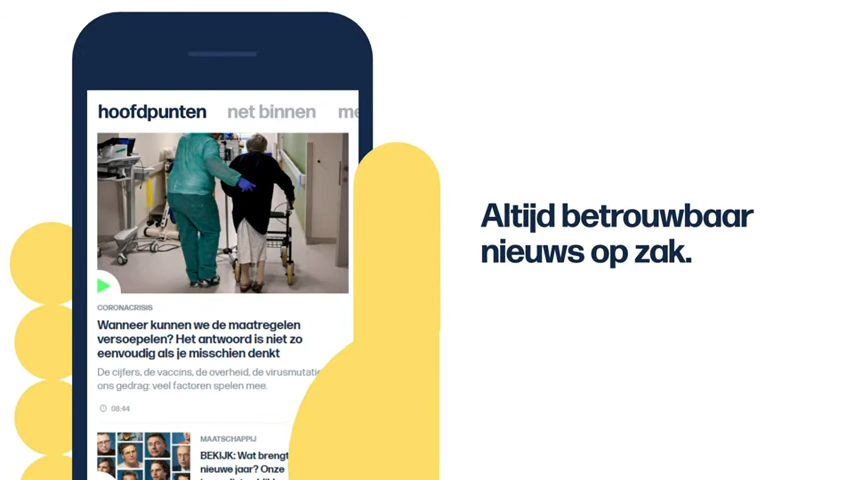 hoofdpunten net binnen me
CORONACRISIS
Wanneer kunnen we de maatregelen
versoepelen? Het antwoord is niet zo
eenvoudig als je misschien denkt
De cijfers, de vaccins, de overheid, de virusmutatie
ons gedrag: veel factoren spelen mee.
08:44
MAATSCHAPPIJ
BEKIJK: Wat brengt
nieuwe jaar? Onze
Altijd betrouwbaar
nieuws op zak.